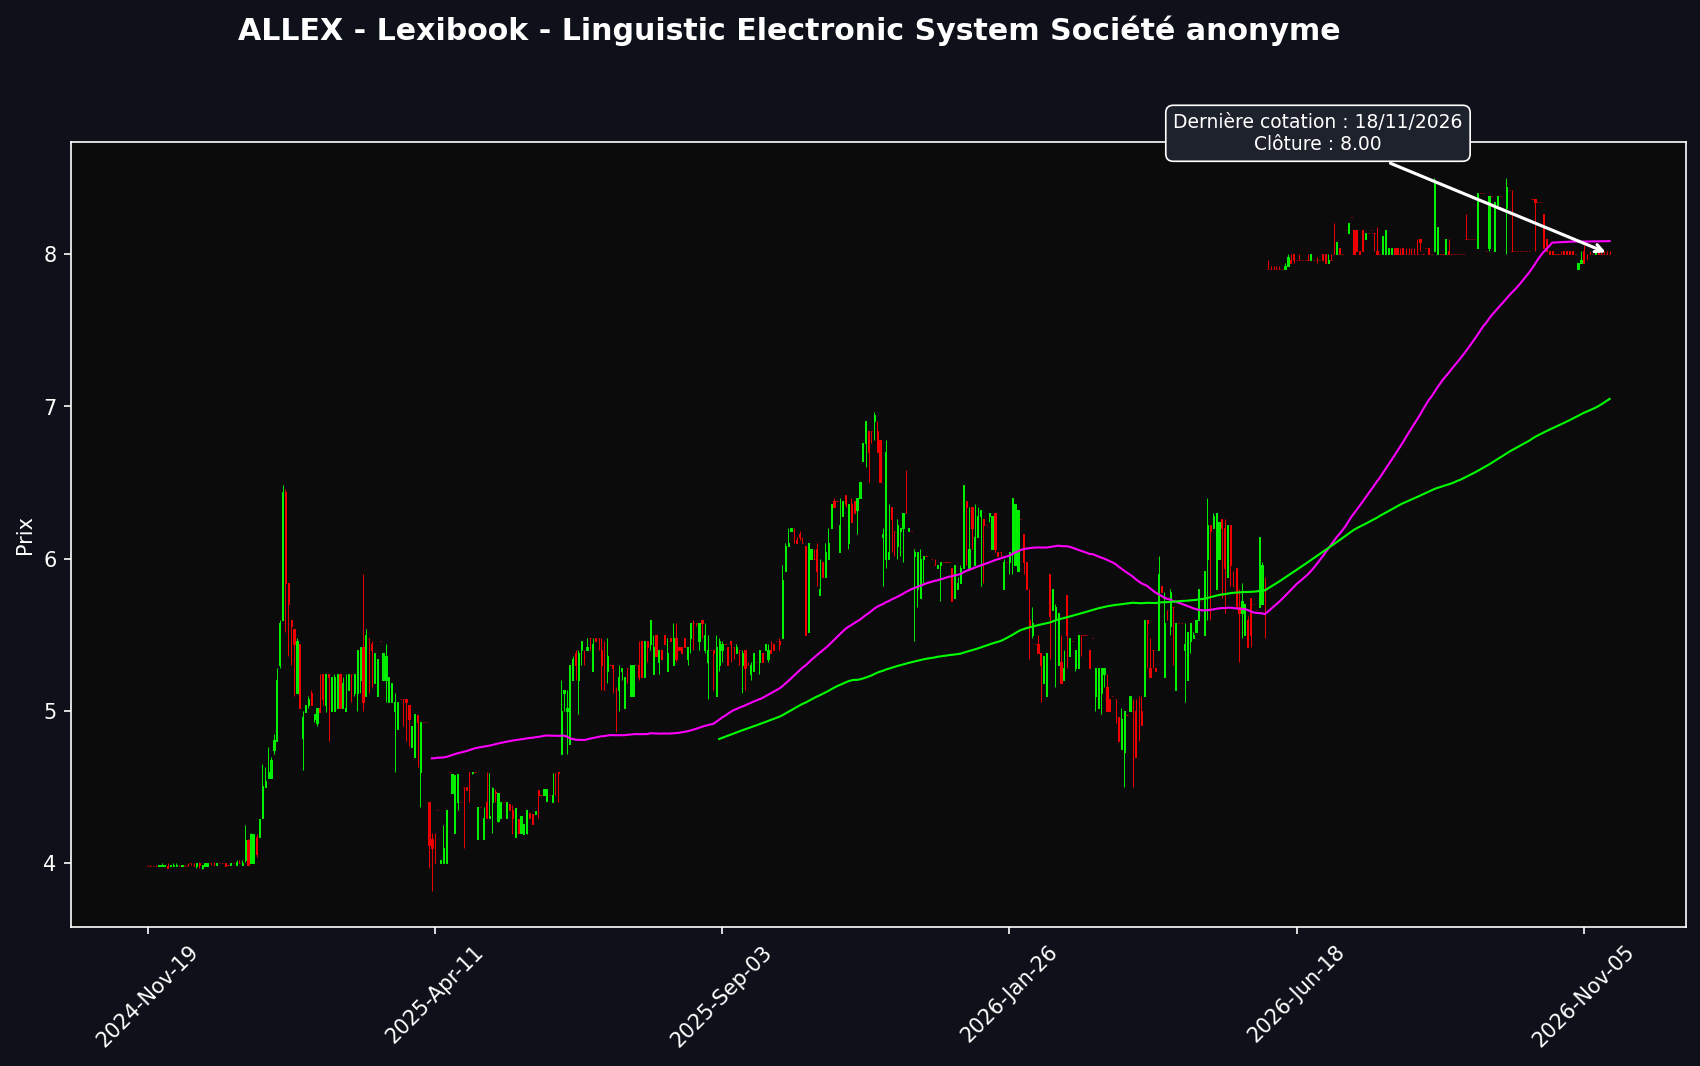 ALLEX - Lexibook - Linguistic Electronic System Société anonyme
Dernière cotation : 18/11/2026
Clôture : 8.00
Prix
8
7
6
5
4
2024-Nov-19
2025-Apr-11
2025-Sep-03
2026-Jan-26
2026-Jun-18
2026-Nov-05